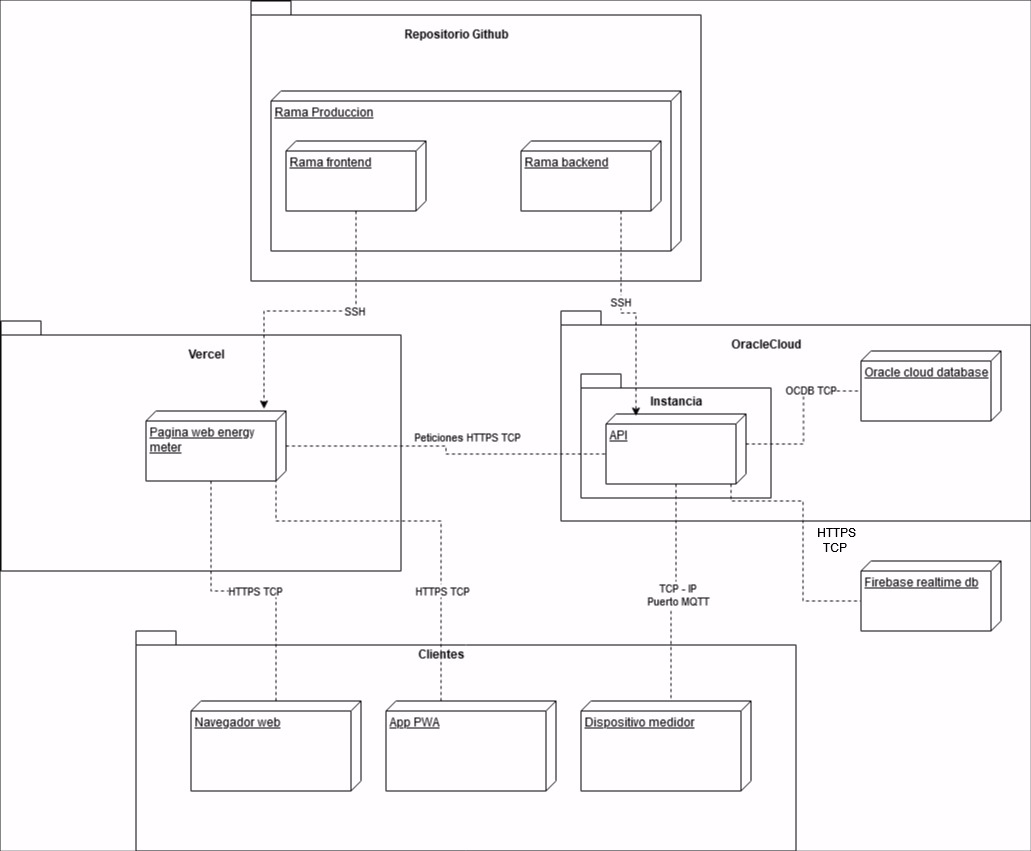 Repositorio Github
Rama Produccion
Rama frontend
Rama backend
SSH
SSH
Vercel
OracleCloud
Oracle cloud database
OCDB TCP
Instancia
API
Pagina web energy
meter
Peticiones HTTPS TCP
HTTPS
TCP
Firebase realtime db
HTTPS TCP
HTTPS TCP
TCP - IP
Puerto MQTT
Clientes
Navegador web
App PWA
Dispositivo medidor